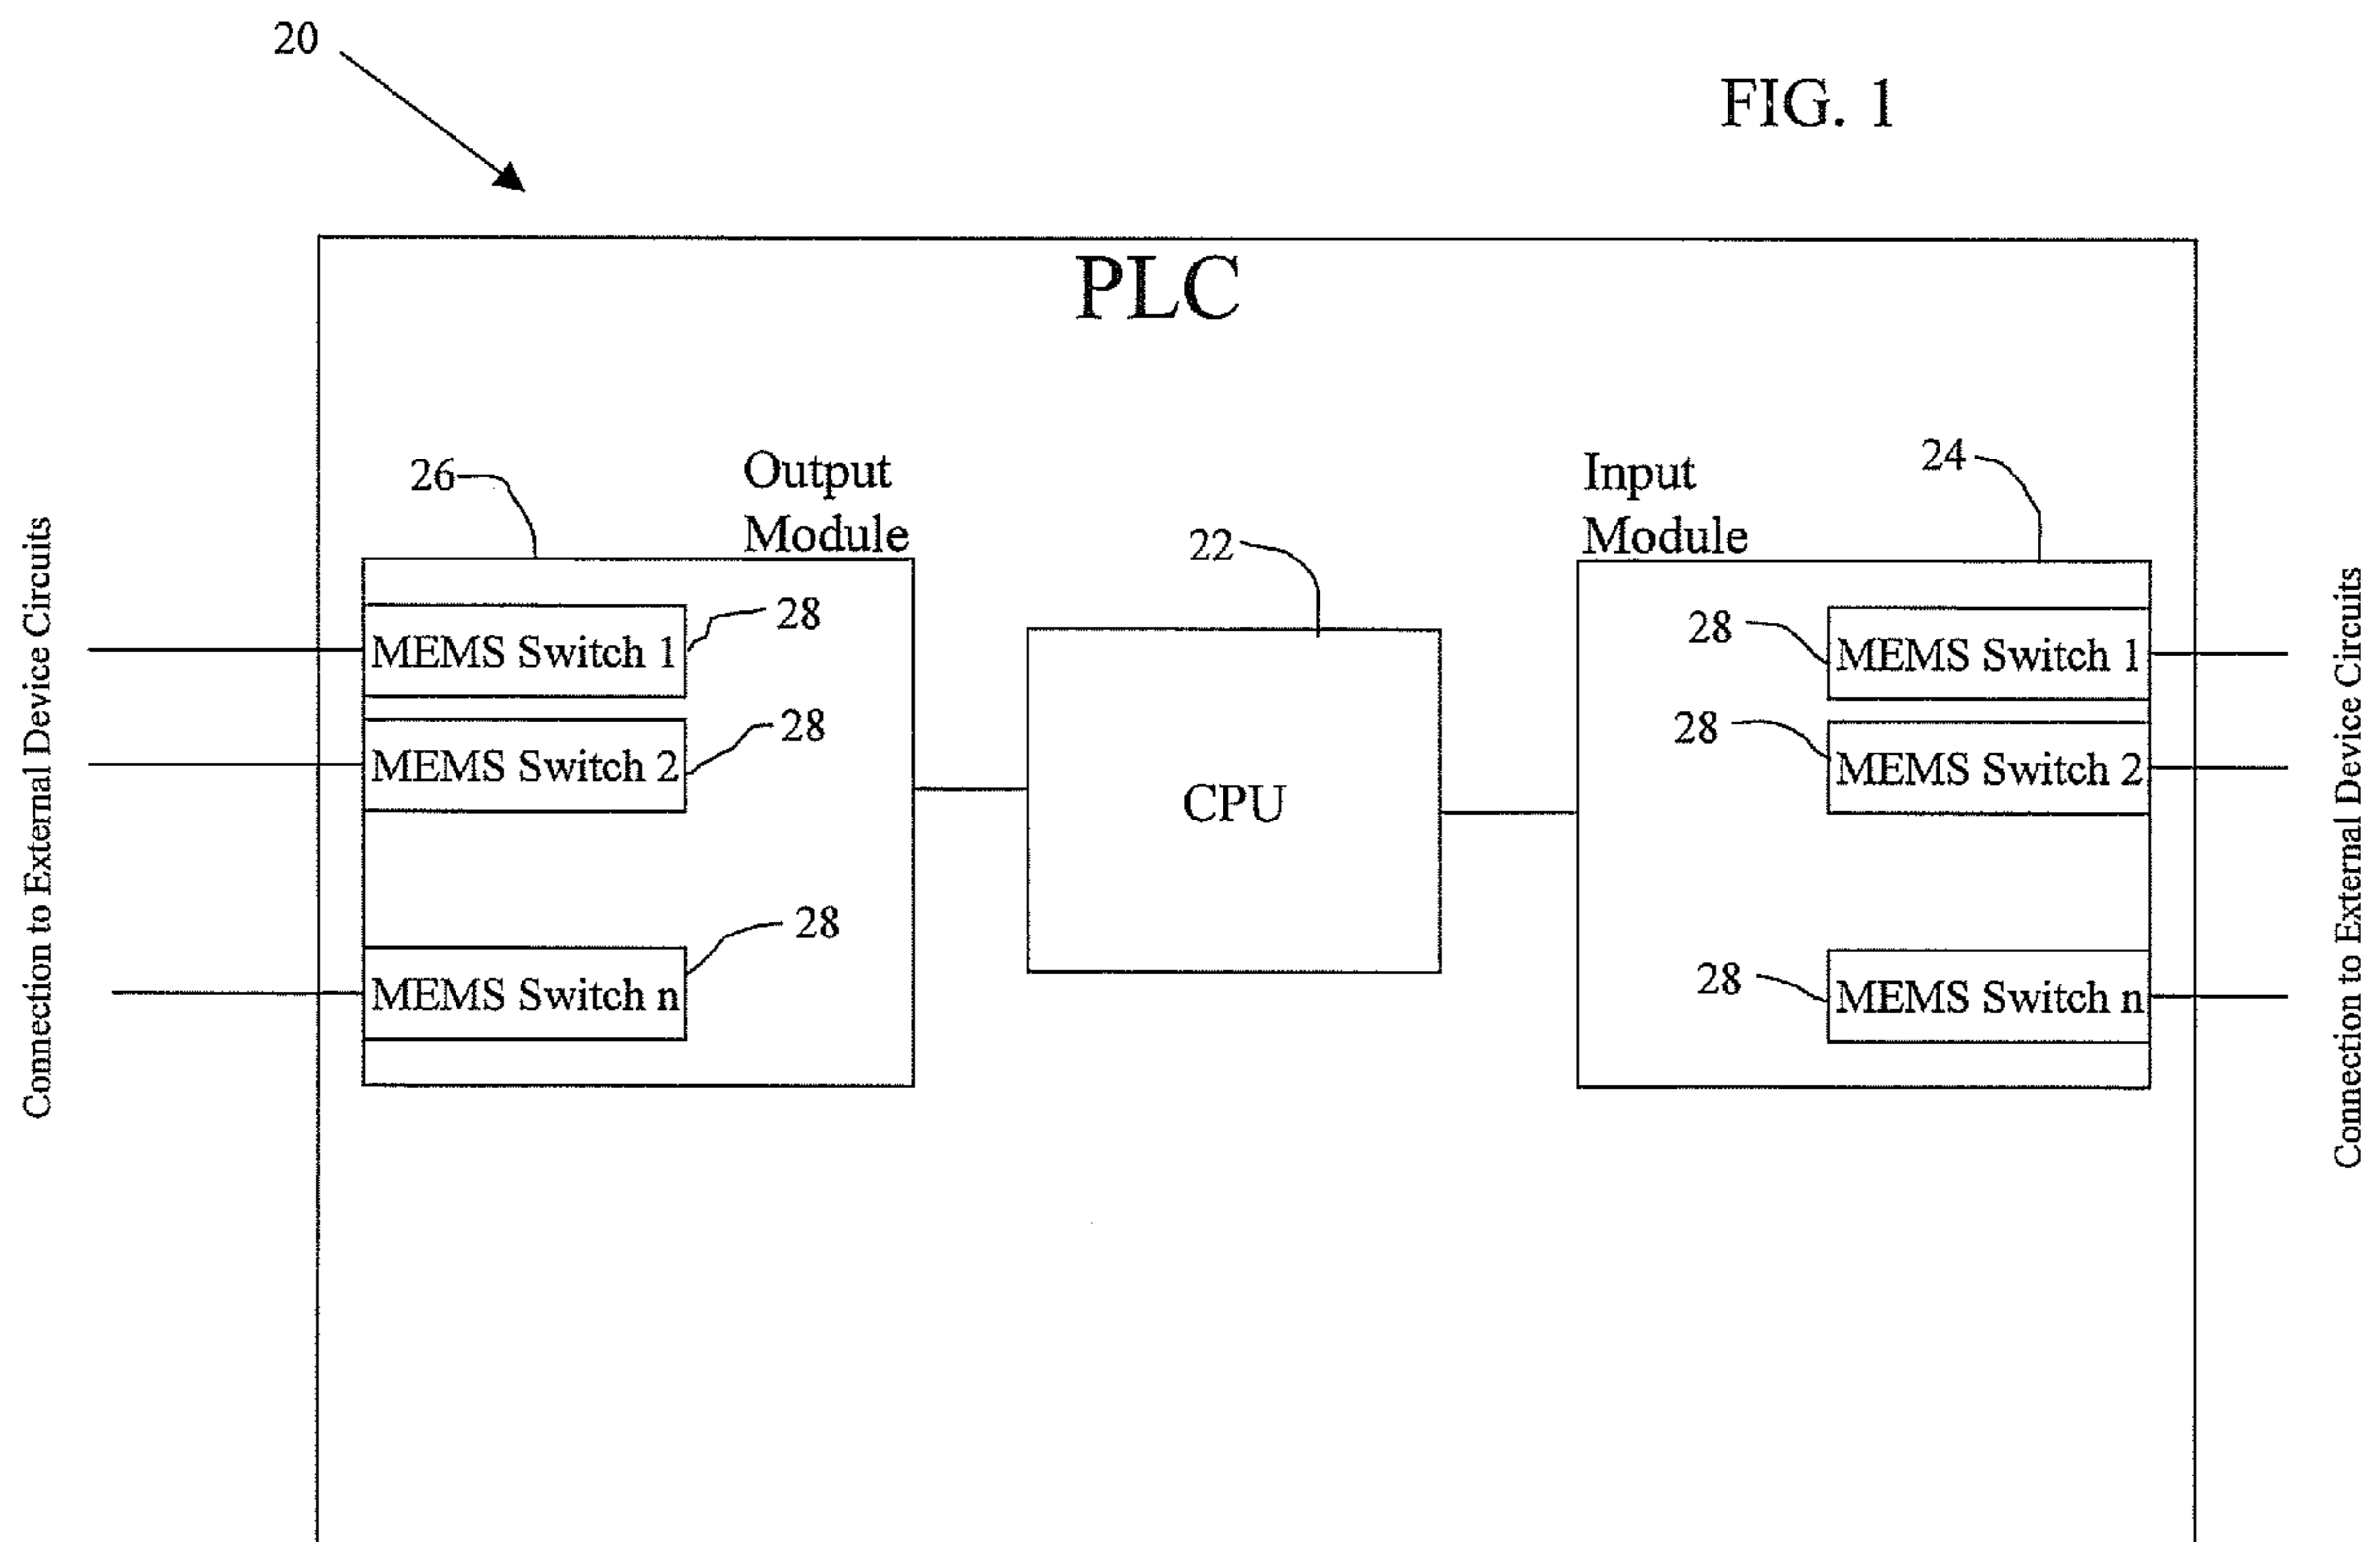 20
FIG. 1
PLC
26
Output
Module
Input
Module
24
22
Connection to External Device Circuits
MEMS Switch 1
28
MEMS Switch 2
28
MEMS Switch n
28
CPU
28
MEMS Switch 1
28
MEMS Switch 2
28
MEMS Switch n
Connection to External Device Circuits